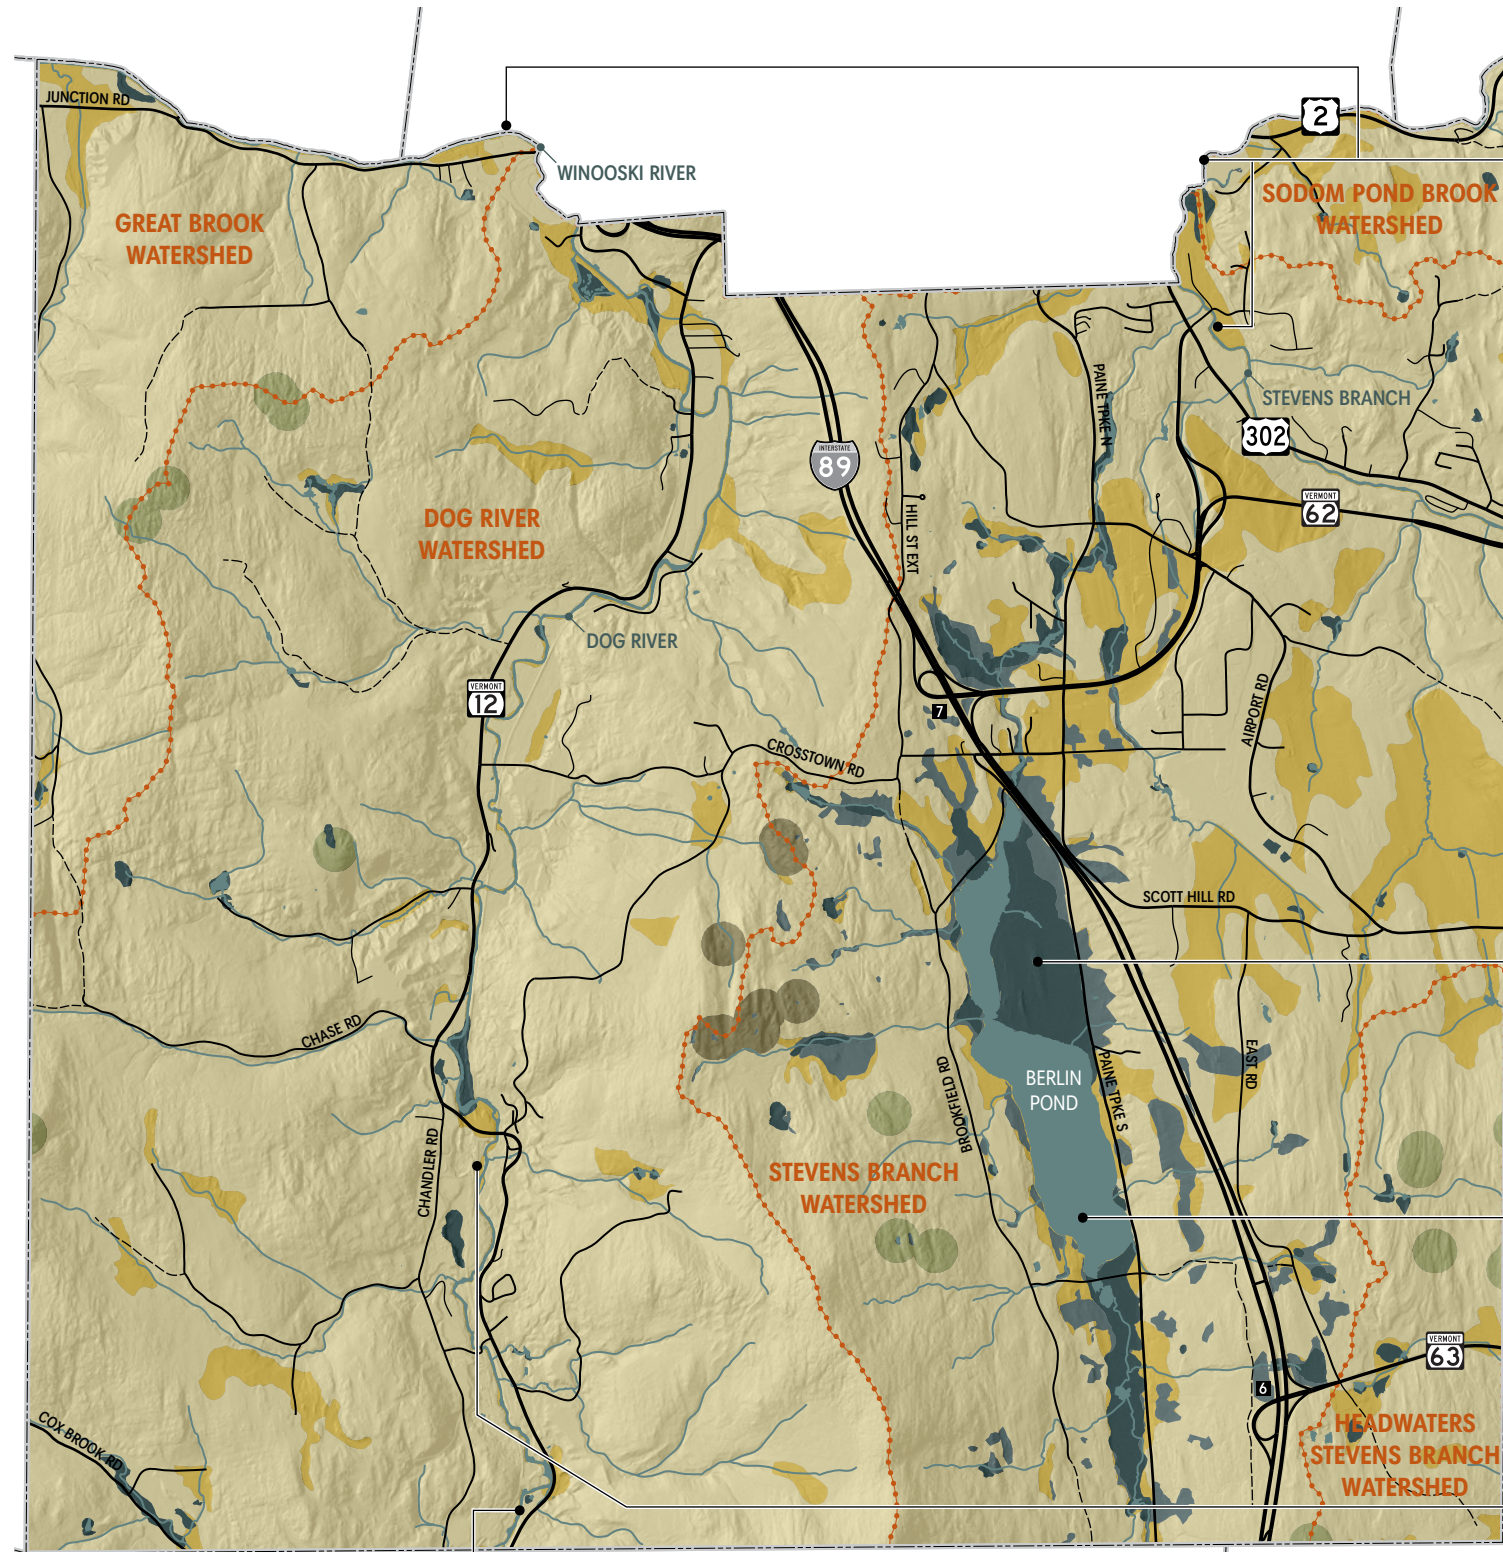 JUNCTION RD
2
WINOOSKI RIVER
GREAT BROOK
WATERSHED
SODOM POND BROOK
WATERSHED
PAINE TPKE N
STEVENS BRANCH
302
INTERSTATE
89
VERMONT
62
HILL ST EXT
DOG RIVER
WATERSHED
DOG RIVER
VERMONT
12
7
AIRPORT RD
CROSSTOWN RD
SCOTT HILL RD
CHASE RD
EAST RD
BROOKFIELD RD
BERLIN
POND
PAINE TPKE S
CHANDLER RD
STEVENS BRANCH
WATERSHED
VERMONT
63
6
COX BROOK RD
HEADWATERS
STEVENS BRANCH
WATERSHED